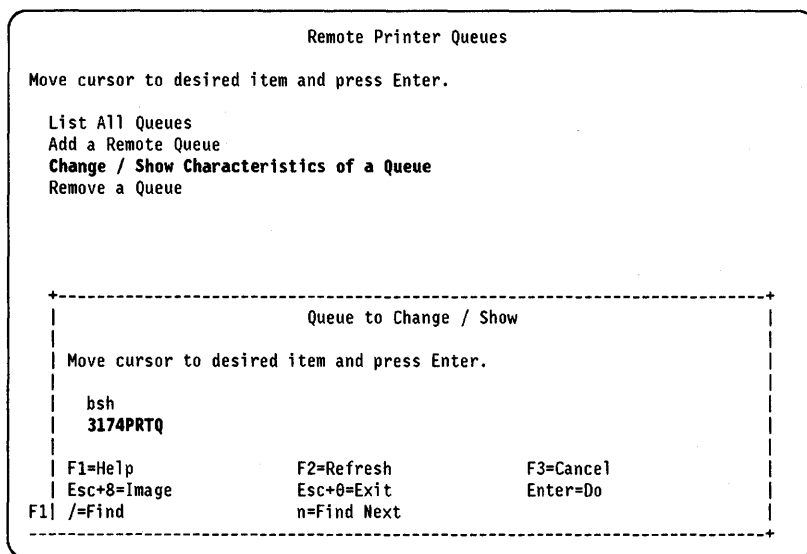 Remote Printer Queues
Move cursor to desired item and press Enter.
List All Queues
Add a Remote Queue
Change / Show Characteristics of a Queue
Remove a Queue
Queue to Change / Show
Move cursor to desired item and press Enter.
bsh
3174PRTQ
F1=Help F2=Refresh F3=Cancel
Esc+8=Image Esc+0=Exit Enter=Do
F1 /=Find n=Find Next